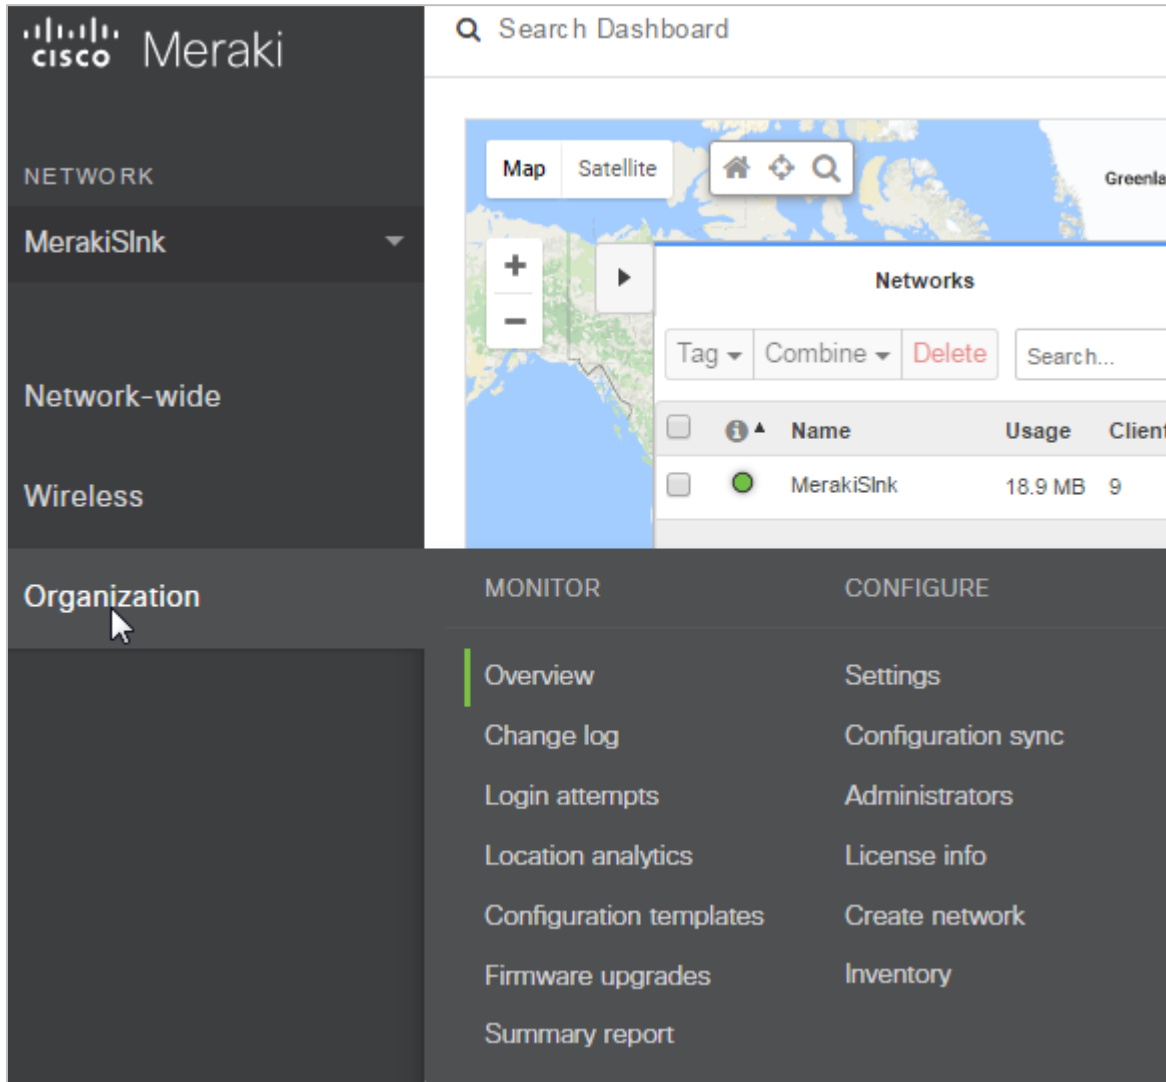 cisco Meraki
Search Dashboard
NETWORK
MerakiSInk
Network-wide
Wireless
Organization
Map Satellite
Greenla
Networks
Tag Combine Delete Search...
Name Usage Client
MerakiSInk 18.9 MB 9
MONITOR CONFIGURE
Overview Settings
Change log Configuration sync
Login attempts Administrators
Location analytics License info
Configuration templates Create network
Firmware upgrades Inventory
Summary report